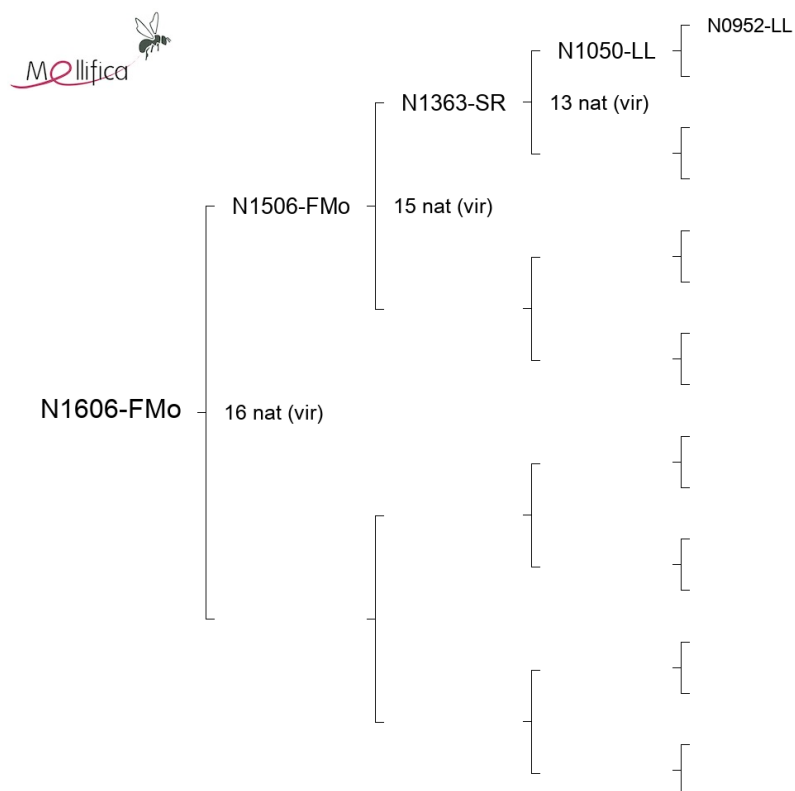 Mellifica
N0952-LL
N1050-LL
N1363-SR
13 nat (vir)
N1506-FMo
15 nat (vir)
N1606-FMo
16 nat (vir)